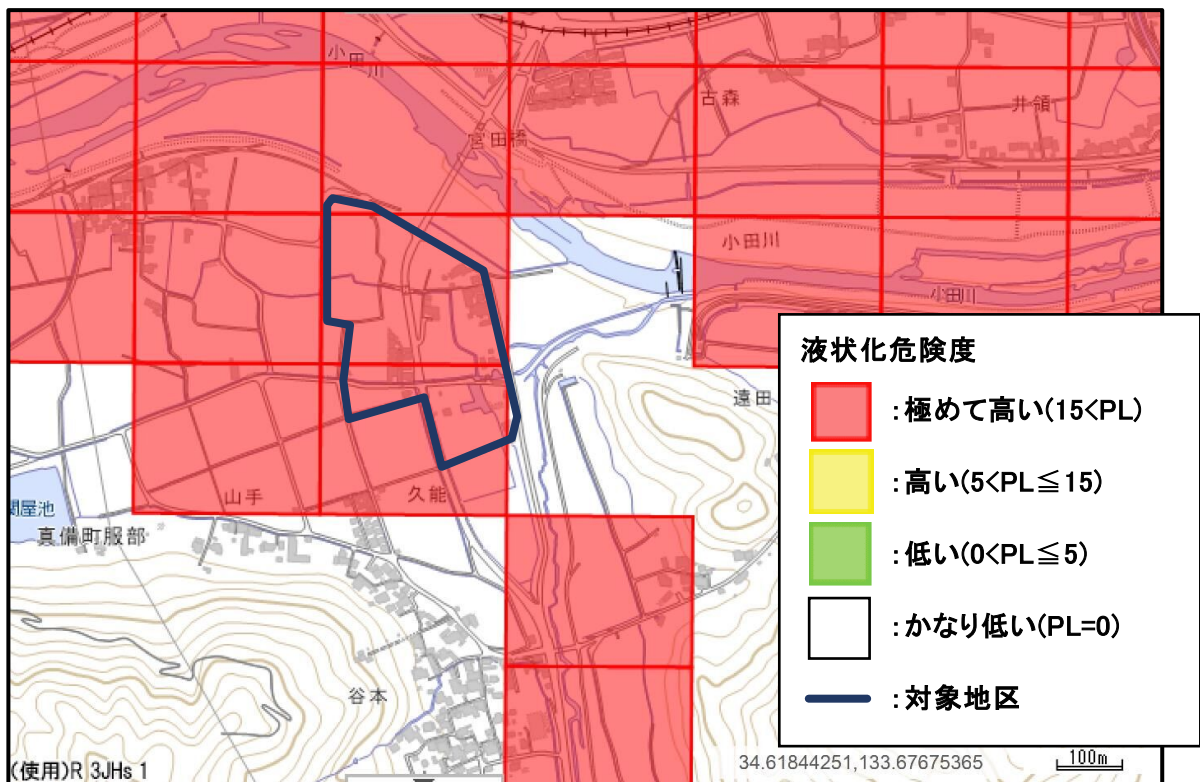 小田川
古森
井領
宮田橋
小田川
小田川
遠田
山手
久能
関屋池
真備町服部
谷本
液状化危険度
:極めて高い(15<PL)
:高い(5<PL≦15)
:低い(0<PL≦5)
:かなり低い(PL=0)
:対象地区
(使用)R 3JHs 1
34.61844251,133.67675365
100m